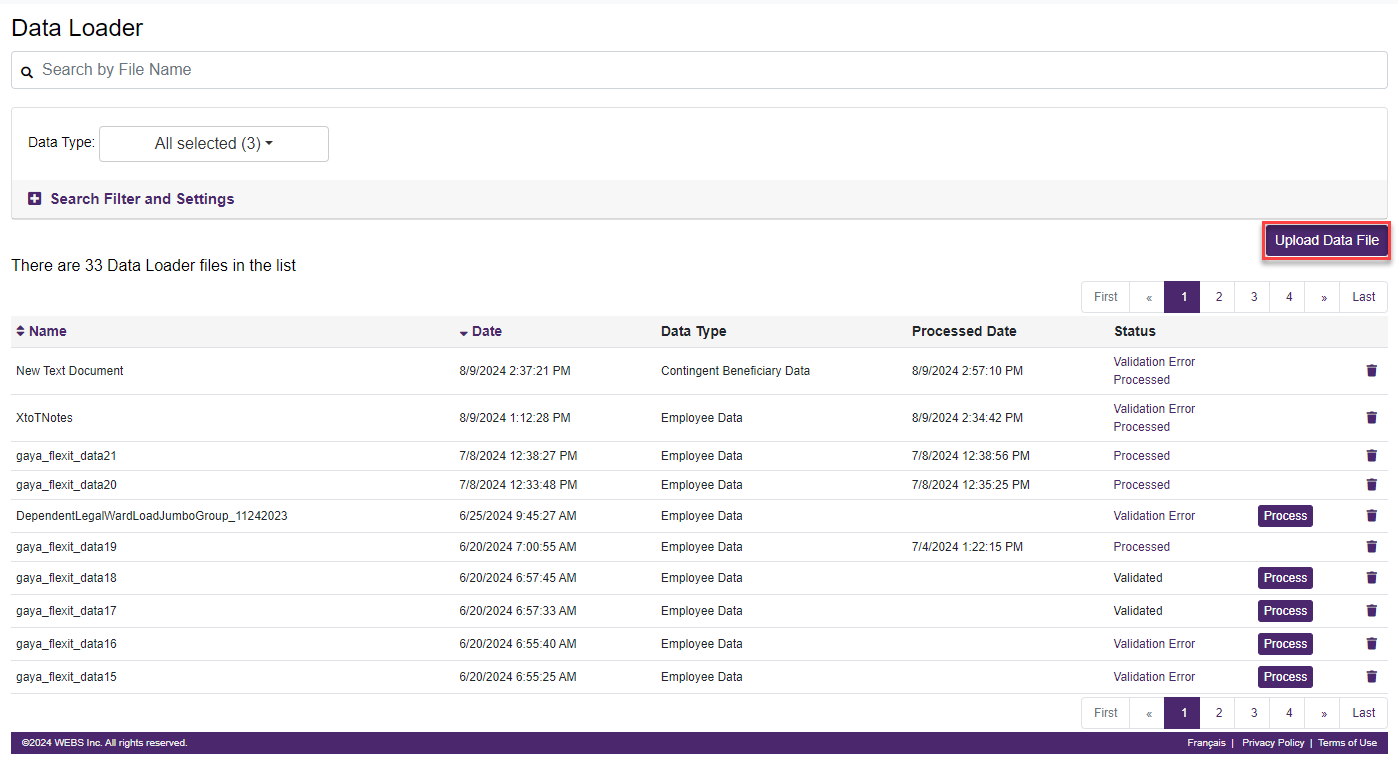 Data Loader
Search by File Name
Data Type: All selected (3)
Search Filter and Settings
Upload Data File
There are 33 Data Loader files in the list
First « 1 2 3 4 » Last
Name Date Data Type Processed Date Status
New Text Document 8/9/2024 2:37:21 PM Contingent Beneficiary Data 8/9/2024 2:57:10 PM Validation Error
Processed
XtoTNotes 8/9/2024 1:12:28 PM Employee Data 8/9/2024 2:34:42 PM Validation Error
Processed
gaya_flexit_data21 7/8/2024 12:38:27 PM Employee Data 7/8/2024 12:38:56 PM Processed
gaya_flexit_data20 7/8/2024 12:33:48 PM Employee Data 7/8/2024 12:35:25 PM Processed
DependentLegalWardLoadJumboGroup_11242023 6/25/2024 9:45:27 AM Employee Data Validation Error Process
gaya_flexit_data19 6/20/2024 7:00:55 AM Employee Data 7/4/2024 1:22:15 PM Processed
gaya_flexit_data18 6/20/2024 6:57:45 AM Employee Data Validated Process
gaya_flexit_data17 6/20/2024 6:57:33 AM Employee Data Validated Process
gaya_flexit_data16 6/20/2024 6:55:40 AM Employee Data Validation Error Process
gaya_flexit_data15 6/20/2024 6:55:25 AM Employee Data Validation Error Process
First « 1 2 3 4 » Last
©2024 WEBS Inc. All rights reserved. Français | Privacy Policy | Terms of Use